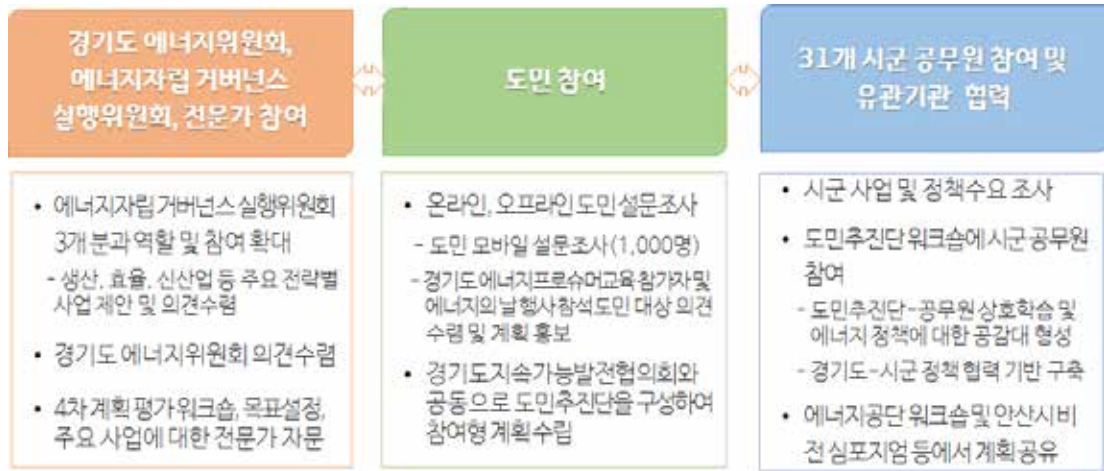 경기도 에너지위원회,
에너지자립 거버넌스
실행위원회, 전문가 참여
• 에너지자립 거버넌스 실행위원회
3개 분과 역할 및 참여 확대
- 생산, 효율, 신산업 등 주요 전략별
사업 제안 및 의견수렴
• 경기도 에너지위원회 의견수렴
• 4차 계획 평가 워크숍, 목표설정,
주요 사업에 대한 전문가 자문
도민 참여
• 온라인, 오프라인 도민 설문조사
- 도민 모바일 설문조사(1,000명)
- 경기도 에너지프로슈머교육 참가자 및
에너지의 날 행사 참석 도민 대상 의견
수렴 및 계획 홍보
• 경기도지속가능발전협의회와
공동으로 도민추진단을 구성하여
참여형 계획 수립
31개 시군 공무원 참여 및
유관기관 협력
• 시군 사업 및 정책수요 조사
• 도민추진단 워크숍에 시군 공무원
참여
- 도민추진단-공무원 상호학습 및
에너지 정책에 대한 공감대 형성
- 경기도-시군 정책 협력 기반 구축
• 에너지공단 워크숍 및 안산시 비
전 심포지엄 등에서 계획 공유